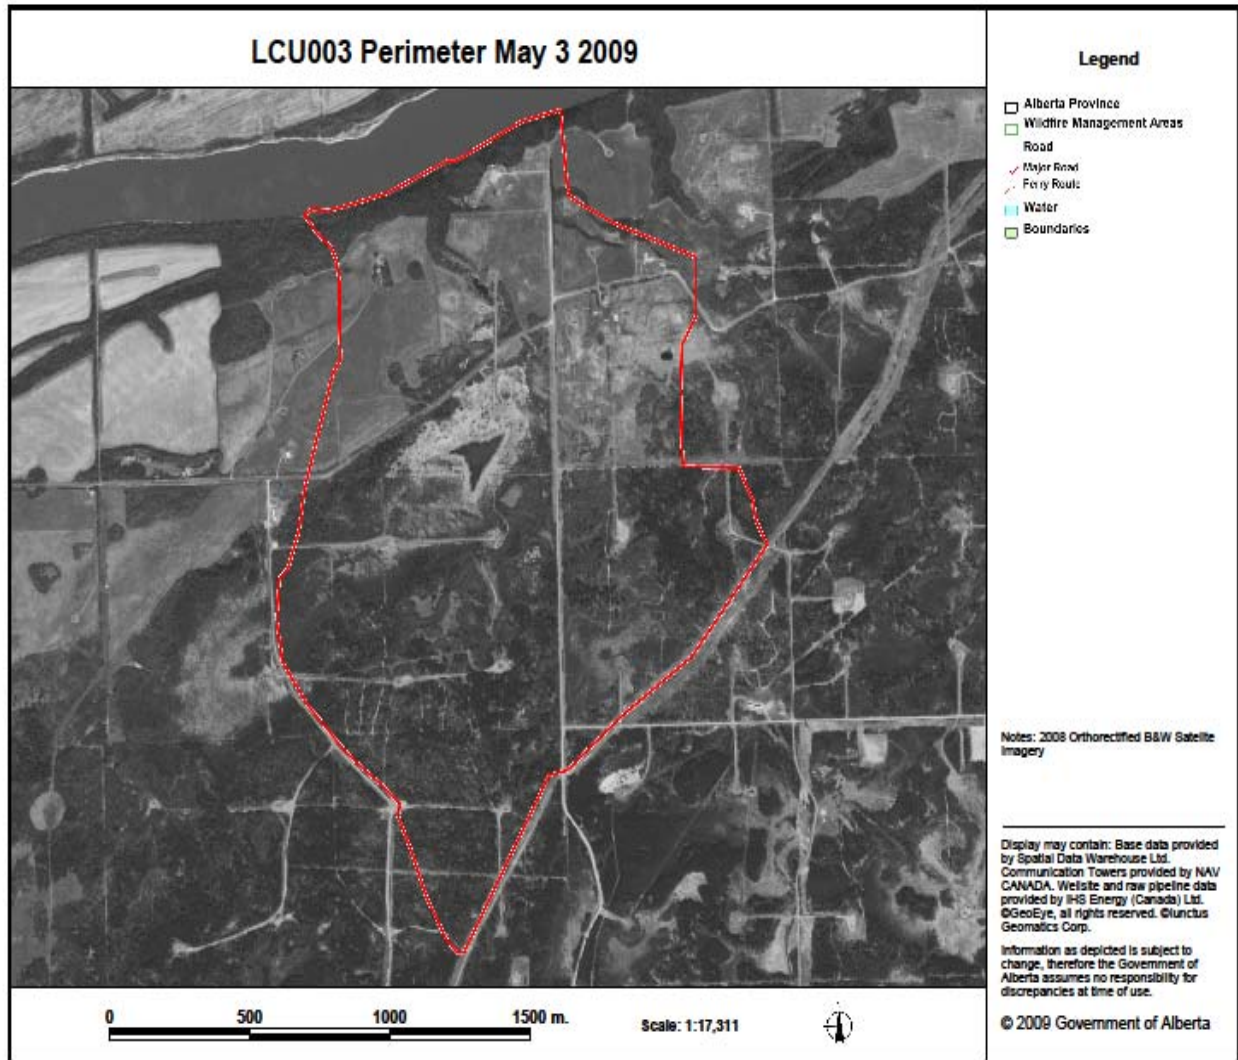 LCU003 Perimeter May 3 2009
Legend
Alberta Province
Wildfire Management Areas
Road
Major Road
Ferry Route
Water
Boundaries
Notes: 2008 Orthorectified B&W Satelite
Imagery
Display may contain: Base data provided
by Spatial Data Warehouse Ltd.
Communication Towers provided by NAV
CANADA. Wellsite and raw pipeline data
provided by IHS Energy (Canada) Ltd.
©GeoEye, all rights reserved. ©Iunctus
Geomatics Corp.
Information as depicted is subject to
change, therefore the Government of
Alberta assumes no responsibility for
discrepancies at time of use.
© 2009 Government of Alberta
0 500 1000 1500 m.
Scale: 1:17,311